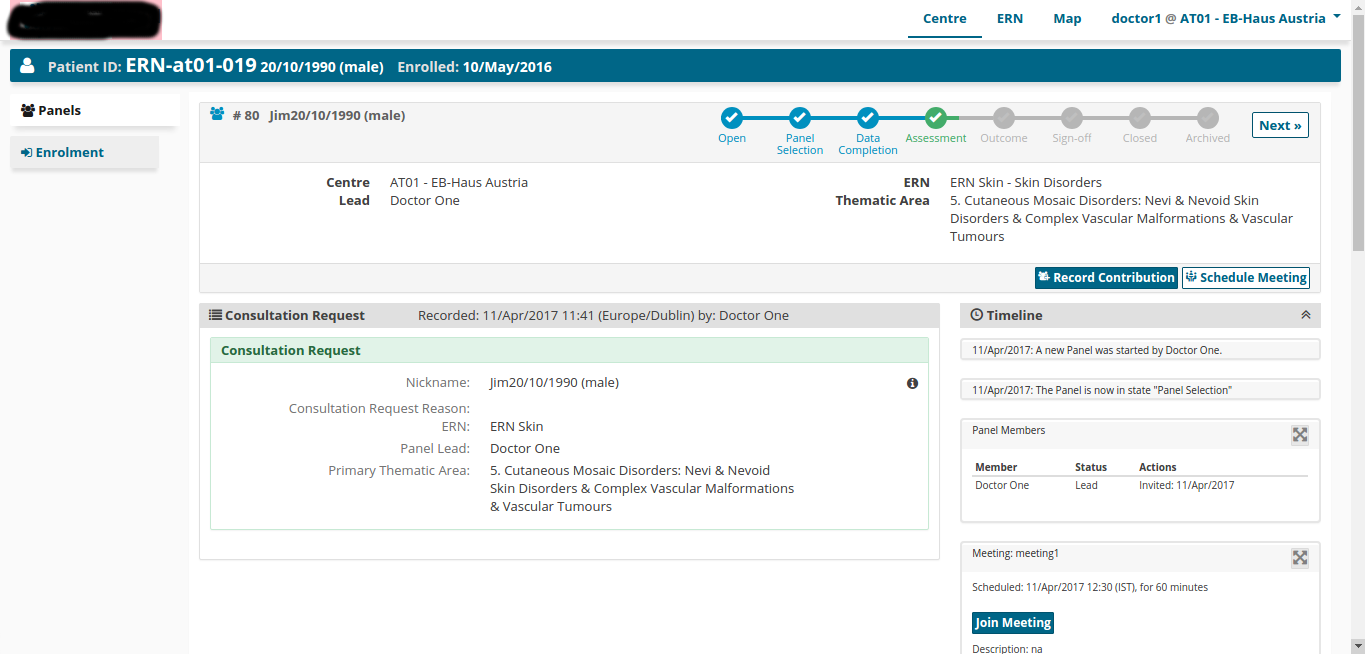 Centre ERN Map doctor1 @ AT01 - EB-Haus Austria
Patient ID: ERN-at01-019 20/10/1990 (male) Enrolled: 10/May/2016
Panels
Enrolment
# 80 Jim20/10/1990 (male)
Open
Panel
Selection
Data
Completion
Assessment
Outcome
Sign-off
Closed
Archived
Next »
Centre AT01 - EB-Haus Austria
Lead Doctor One
ERN ERN Skin - Skin Disorders
Thematic Area 5. Cutaneous Mosaic Disorders: Nevi & Nevoid Skin
Disorders & Complex Vascular Malformations & Vascular
Tumours
Record Contribution
Schedule Meeting
Consultation Request Recorded: 11/Apr/2017 11:41 (Europe/Dublin) by: Doctor One
Consultation Request
Nickname: Jim20/10/1990 (male)
Consultation Request Reason:
ERN: ERN Skin
Panel Lead: Doctor One
Primary Thematic Area: 5. Cutaneous Mosaic Disorders: Nevi & Nevoid
Skin Disorders & Complex Vascular Malformations
& Vascular Tumours
Timeline
11/Apr/2017: A new Panel was started by Doctor One.
11/Apr/2017: The Panel is now in state "Panel Selection"
Panel Members
Member Status Actions
Doctor One Lead Invited: 11/Apr/2017
Meeting: meeting1
Scheduled: 11/Apr/2017 12:30 (IST), for 60 minutes
Join Meeting
Description: na